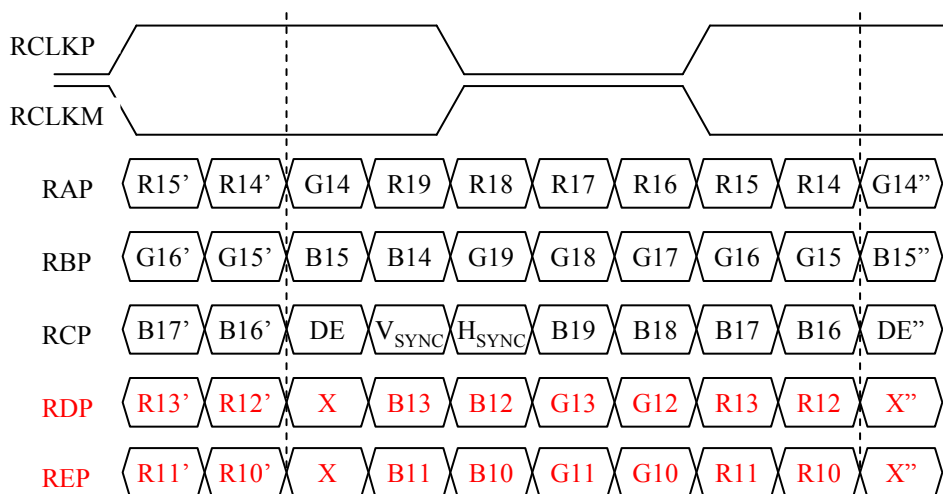 RCLKP
RCLKM
RAP R15’ R14’ G14 R19 R18 R17 R16 R15 R14 G14”
RBP G16’ G15’ B15 B14 G19 G18 G17 G16 G15 B15”
RCP B17’ B16’ DE VSYNC HSYNC B19 B18 B17 B16 DE”
RDP R13’ R12’ X B13 B12 G13 G12 R13 R12 X”
REP R11’ R10’ X B11 B10 G11 G10 R11 R10 X”